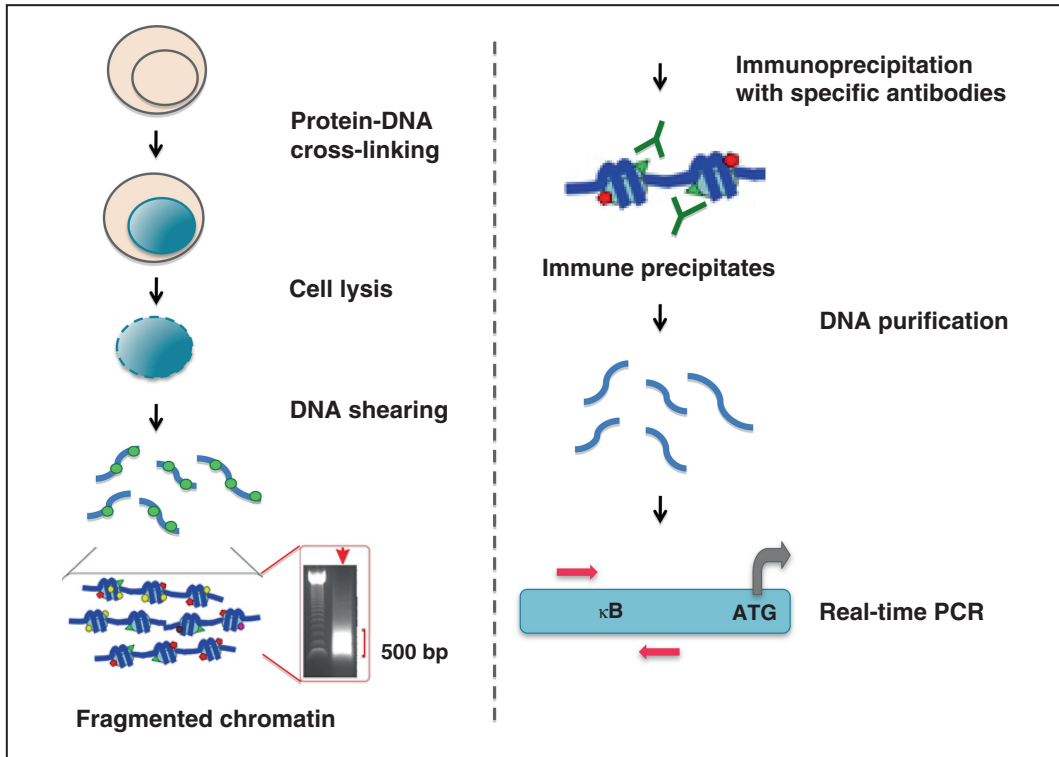 Protein-DNA
cross-linking
Cell lysis
DNA shearing
500 bp
Fragmented chromatin
Immunoprecipitation
with specific antibodies
Immune precipitates
DNA purification
κB
ATG
Real-time PCR